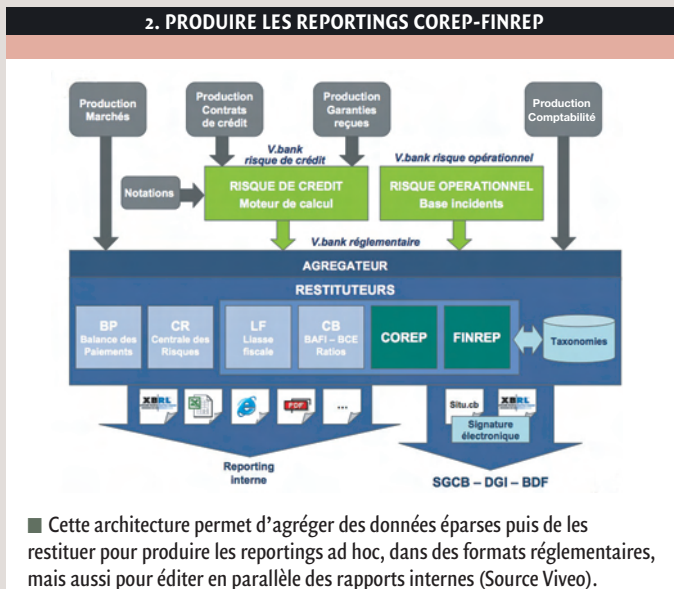 2. PRODUIRE LES REPORTINGS COREP-FINREP
Production
Marchés
Production
Contrats
de crédit
Production
Garanties
reçues
Production
Comptabilité
V.bank
risque de crédit
V.bank risque opérationnel
Notations
RISQUE DE CREDIT
Moteur de calcul
RISQUE OPERATIONNEL
Base incidents
V.bank réglementaire
AGREGATEUR
RESTITUTEURS
BP
Balance des
Paiements
CR
Centrale des
Risques
LF
Liasse
fiscale
CB
BAFI – BCE
Ratios
COREP
FINREP
Taxonomies
XBRL
PDF
...
Situ.cb
XBRL
Signature
électronique
Reporting
interne
SGCB – DGI – BDF
Cette architecture permet d'agréger des données éparses puis de les
restituer pour produire les reportings ad hoc, dans des formats réglementaires,
mais aussi pour éditer en parallèle des rapports internes (Source Viveo).